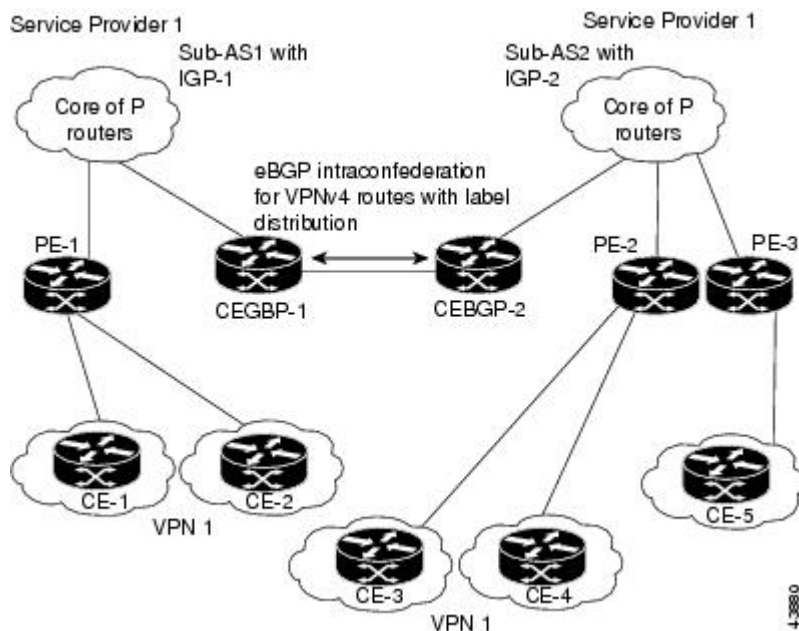 Service Provider 1
Service Provider 1
Sub-AS1 with
IGP-1
Sub-AS2 with
IGP-2
Core of P
routers
Core of P
routers
eBGP intraconfederation
for VPNv4 routes with label
distribution
PE-1
PE-2
PE-3
CEGBP-1
CEBGP-2
CE-1
CE-2
VPN 1
CE-5
CE-3
CE-4
VPN 1
43880